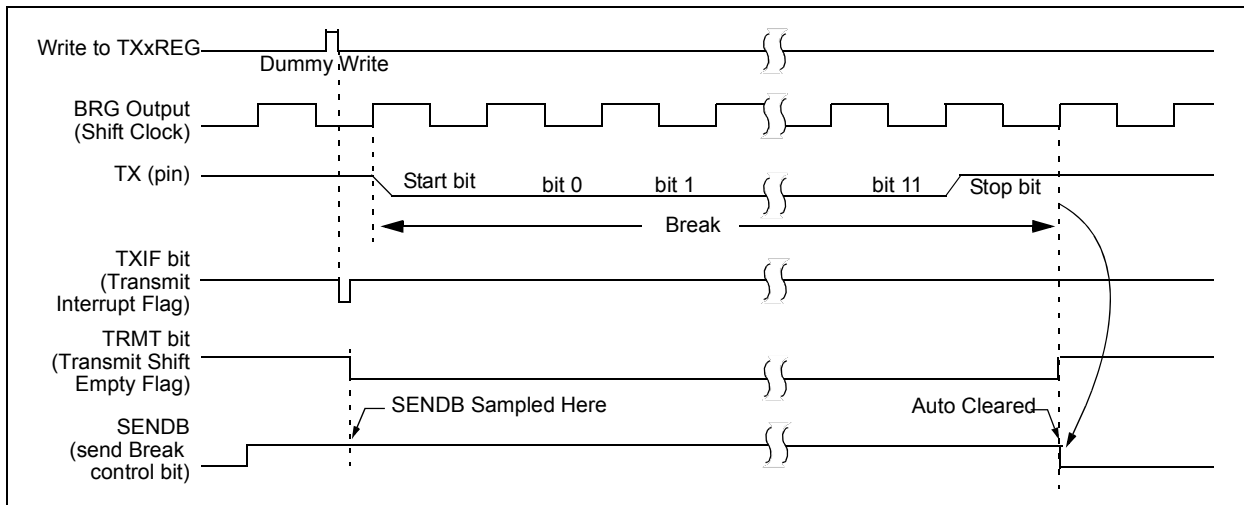 Write to TXxREG
Dummy Write
BRG Output
(Shift Clock)
TX (pin)
Start bit
bit 0
bit 1
bit 11
Stop bit
Break
TXIF bit
(Transmit
Interrupt Flag)
TRMT bit
(Transmit Shift
Empty Flag)
SENDB Sampled Here
Auto Cleared
SENDB
(send Break
control bit)